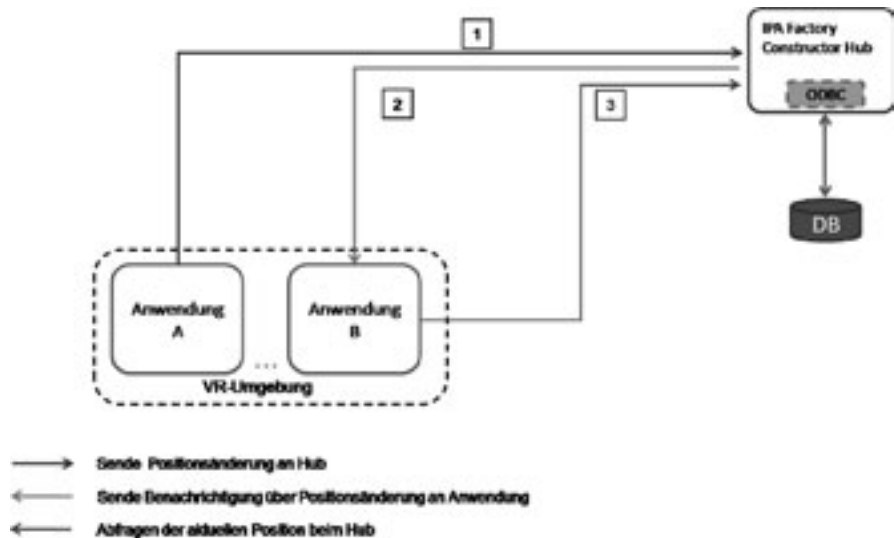 1
IPA Factory
Constructor Hub
ODBC
2
3
DB
Anwendung
A
Anwendung
B
...
VR-Umgebung
Sende Positionsänderung an Hub
Sende Benachrichtigung über Positionsänderung an Anwendung
Abfragen der aktuellen Position beim Hub